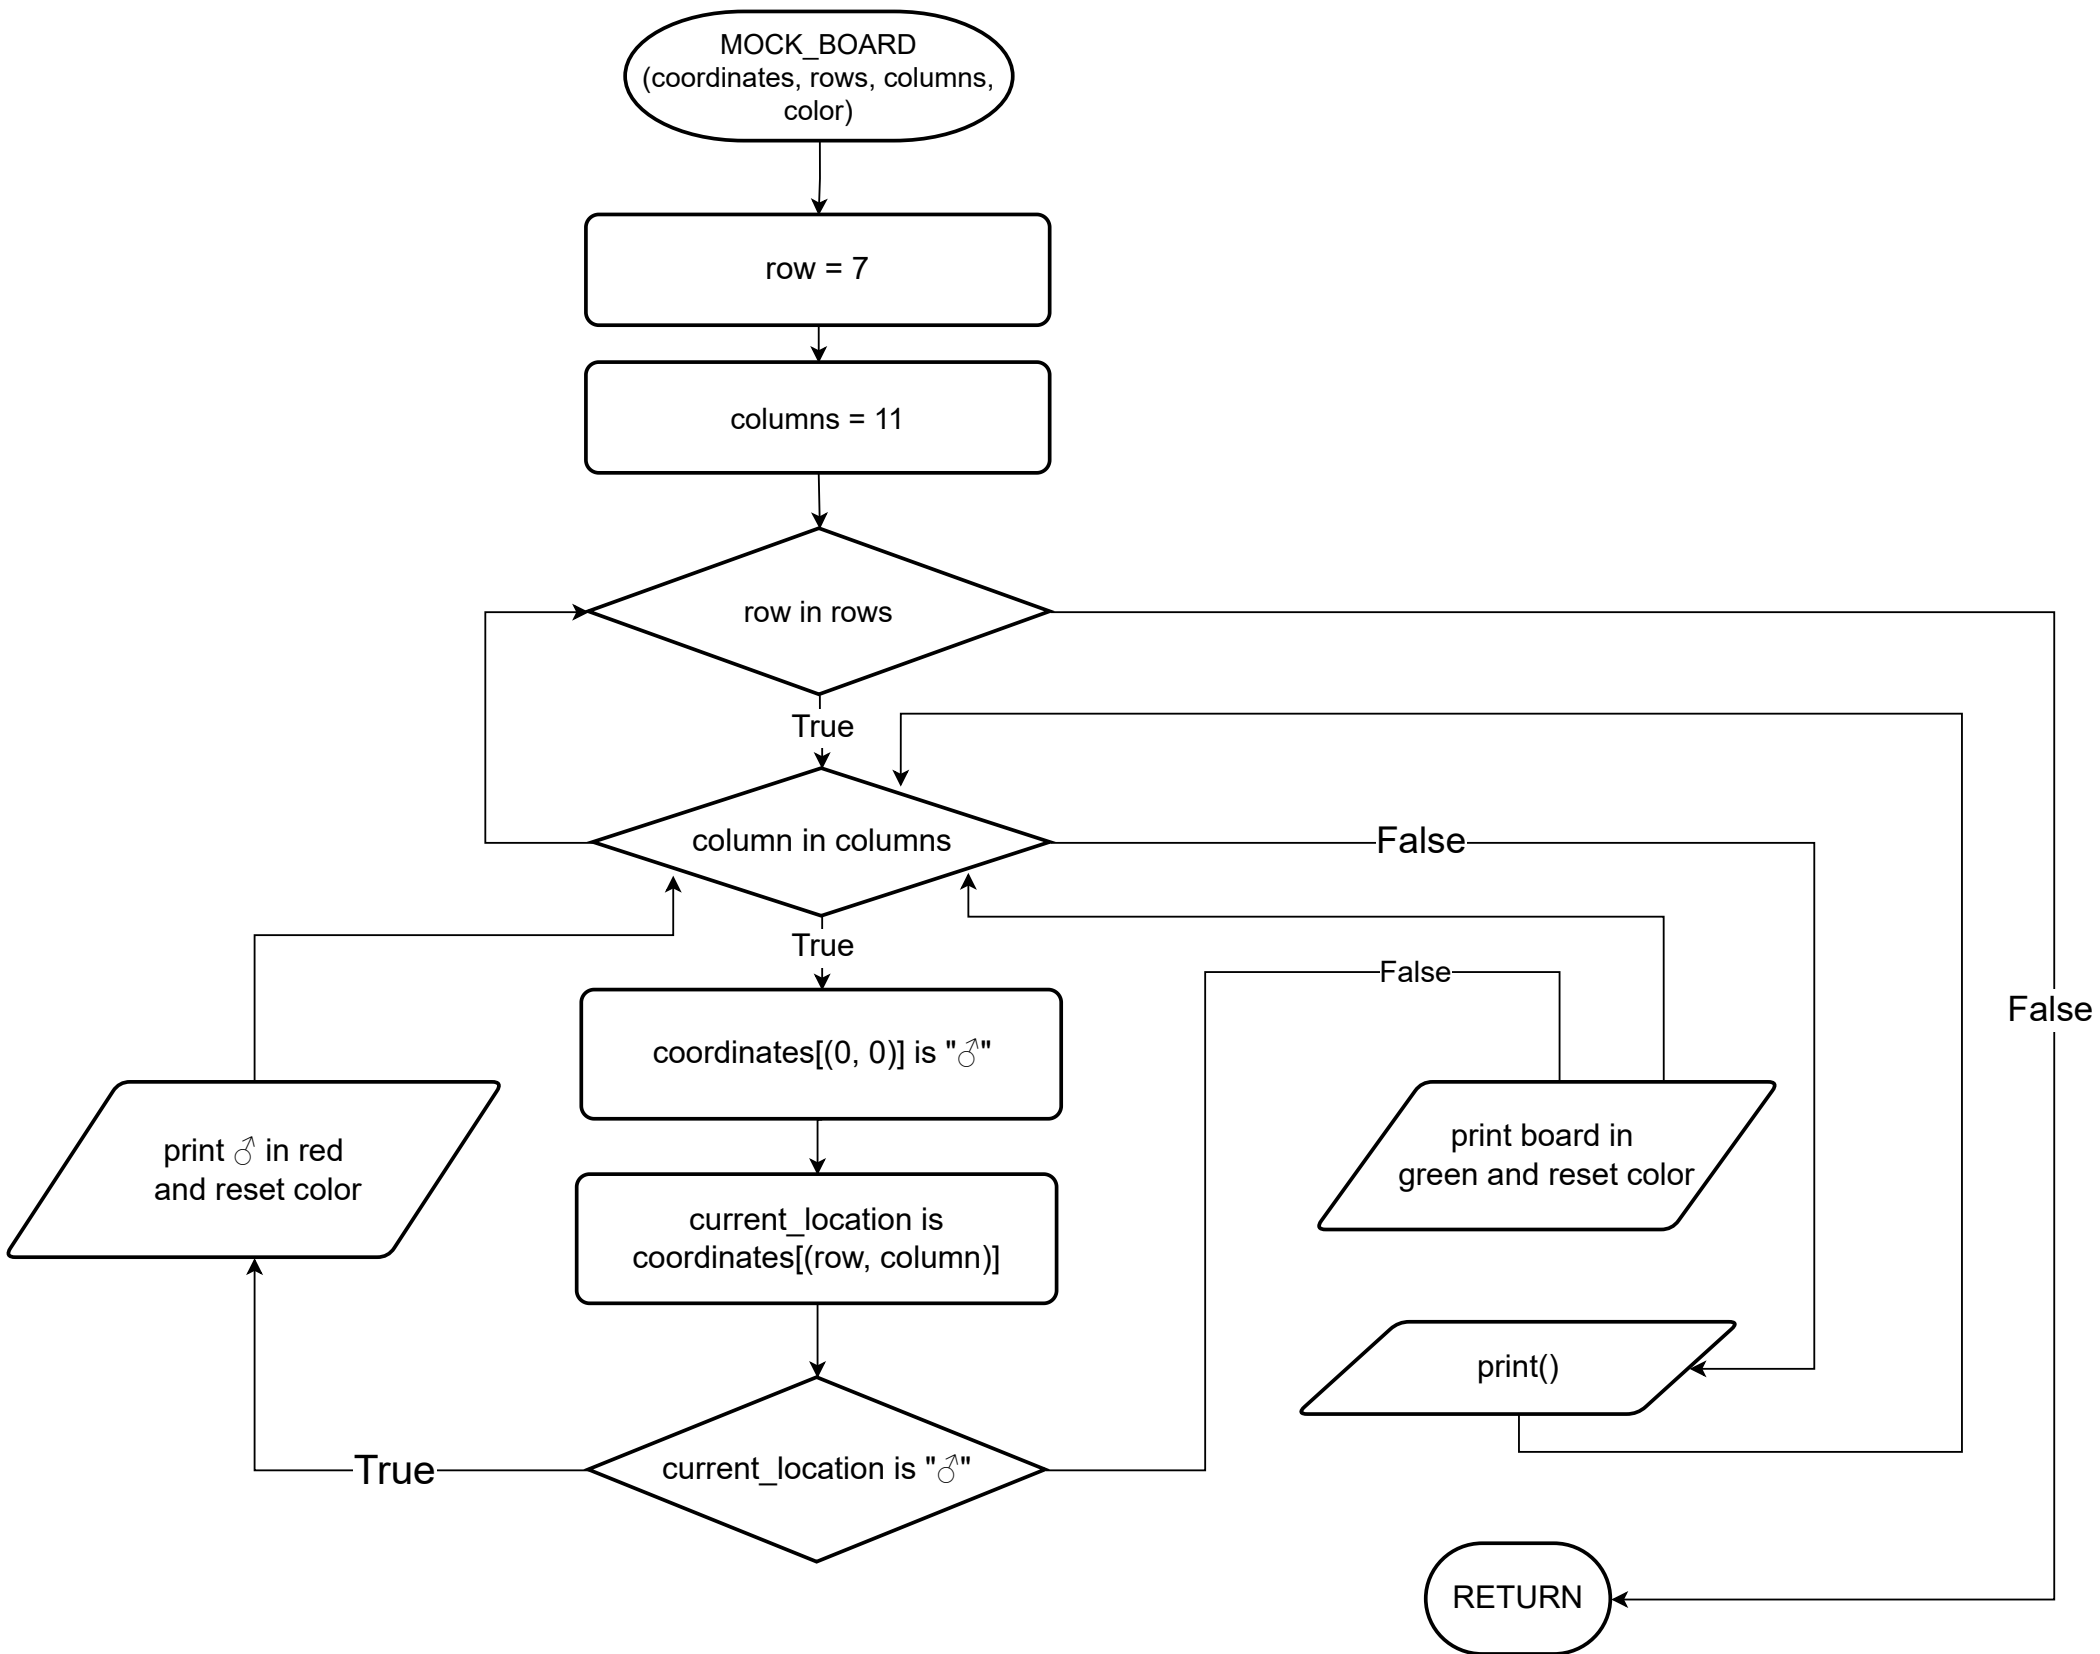 MOCK_BOARD
(coordinates, rows, columns,
color)
row = 7
columns = 11
row in rows
True
column in columns
False
True
False
False
coordinates[(0, 0)] is "♂"
print ♂ in red
and reset color
print board in
green and reset color
current_location is
coordinates[(row, column)]
print()
True
current_location is "♂"
RETURN